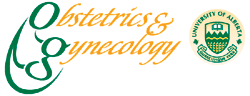 Obstetrics &
Gynecology
UNIVERSITY OF ALBERTA